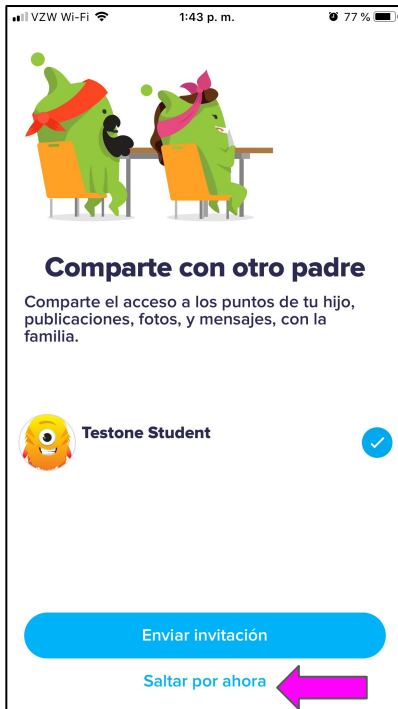 VZW Wi-Fi 1:43 p. m. 77 %
Comparte con otro padre
Comparte el acceso a los puntos de tu hijo,
publicaciones, fotos, y mensajes, con la
familia.
Testone Student
Enviar invitación
Saltar por ahora